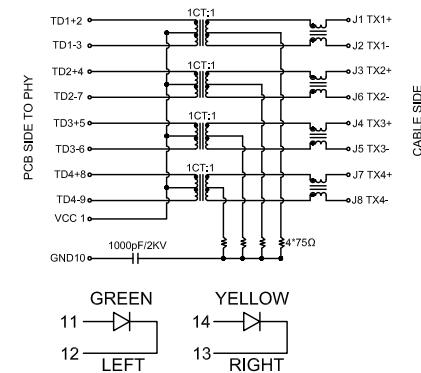 1CT:1
TD1+2
J1 TX1+
TD1-3
J2 TX1-
1CT:1
TD2+4
J3 TX2+
TD2-7
J6 TX2-
1CT:1
TD3+5
J4 TX3+
TD3-6
J5 TX3-
1CT:1
TD4+8
J7 TX4+
TD4-9
J8 TX4-
VCC 1
1000pF/2KV
4*75Ω
GND10
PCB SIDE TO PHY
CABLE SIDE
GREEN
11
12
LEFT
YELLOW
14
13
RIGHT